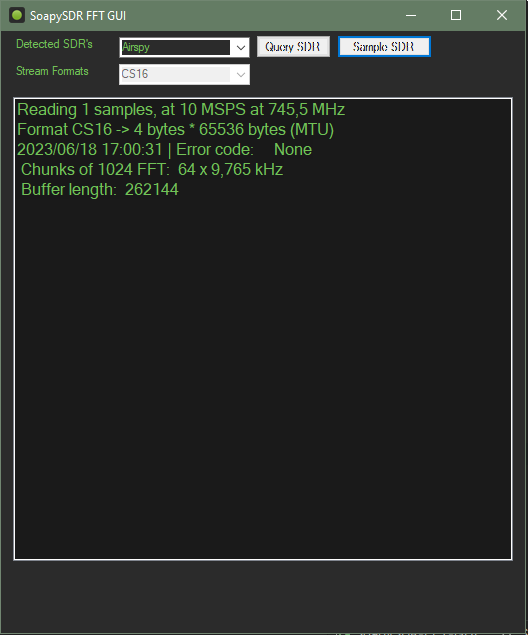 SoapySDR FFT GUI
Detected SDR's Airspy Query SDR Sample SDR
Stream Formats CS16
Reading 1 samples, at 10 MSPS at 745,5 MHz
Format CS16 -> 4 bytes * 65536 bytes (MTU)
2023/06/18 17:00:31 | Error code: None
Chunks of 1024 FFT: 64 x 9,765 kHz
Buffer length: 262144